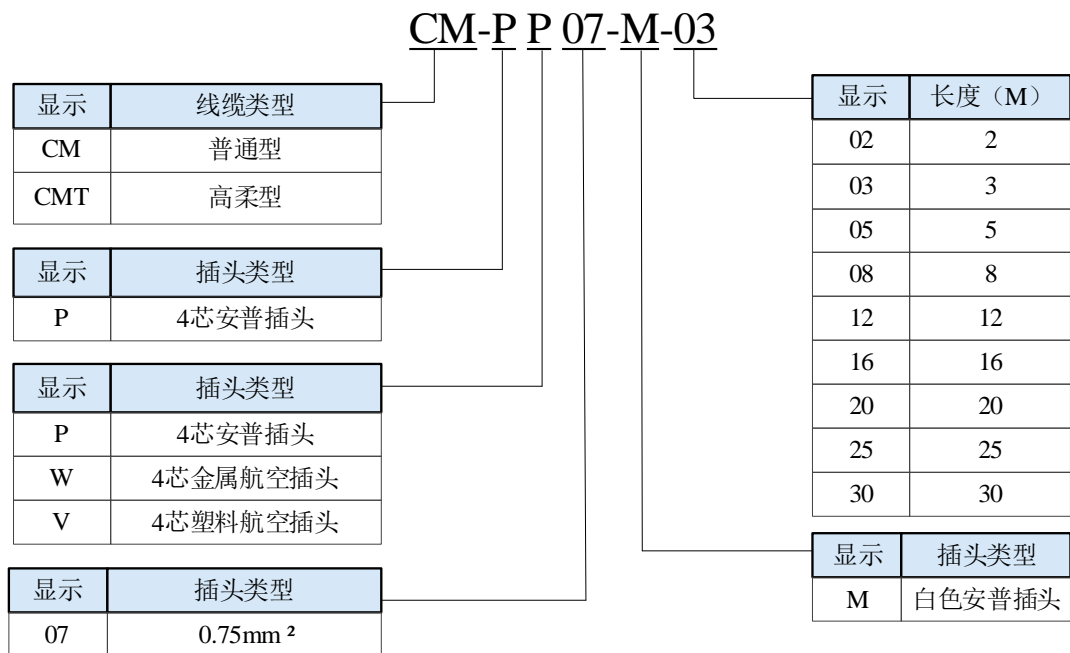 CM-P P 07-M-03
显示 线缆类型
CM 普通型
CMT 高柔型
显示 插头类型
P 4芯安普插头
显示 插头类型
P 4芯安普插头
W 4芯金属航空插头
V 4芯塑料航空插头
显示 插头类型
07 0.75mm ²
显示 长度（M）
02 2
03 3
05 5
08 8
12 12
16 16
20 20
25 25
30 30
显示 插头类型
M 白色安普插头